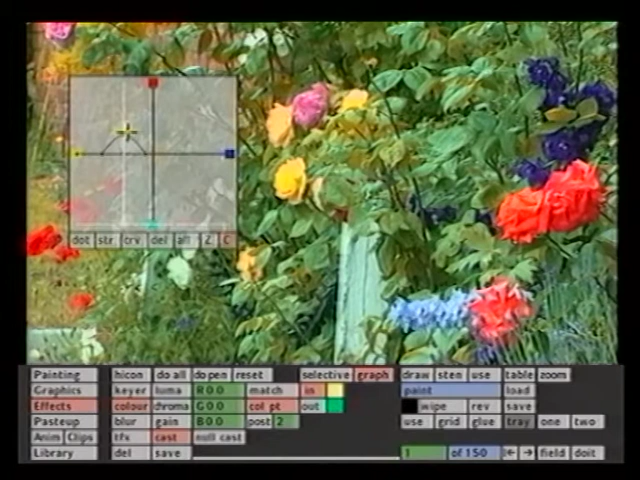 dot str crv del all Z C
Painting hicon do all do pen reset selective graph draw sten use table zoom
Graphics keyer luma R 0 0 match in paint load
Effects colour chroma G 0 0 col pt out wipe rev save
Pasteup blur gain B 0 0 post 2 use grid glue tray one two
Anim Clips tfx cast null cast
Library del save 1 of 150 field doit